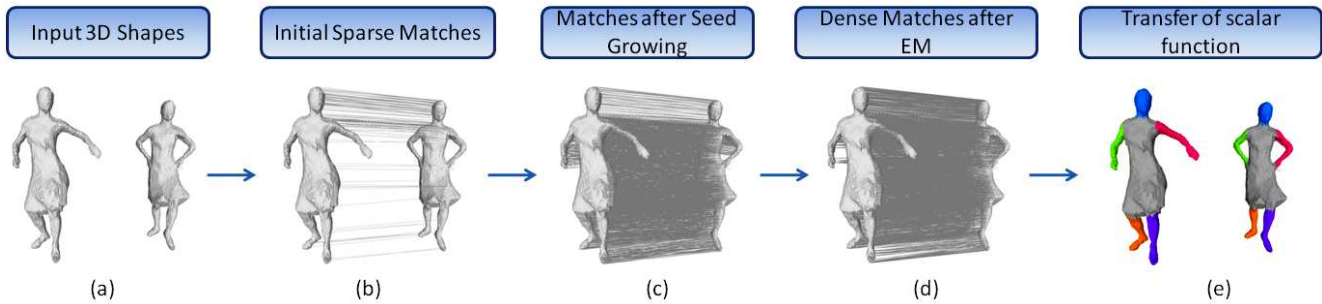 Input 3D Shapes
Initial Sparse Matches
Matches after Seed
Growing
Dense Matches after
EM
Transfer of scalar
function
(a)
(b)
(c)
(d)
(e)